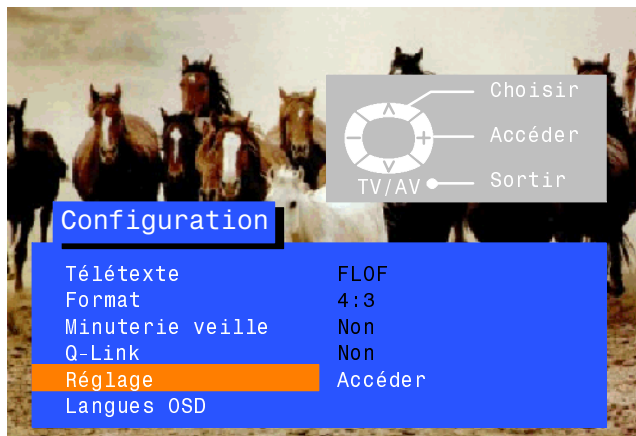 Choisir
Accéder
TV/AV Sortir
Configuration
Télétexte FLOF
Format 4:3
Minuterie veille Non
Q-Link Non
Réglage Accéder
Langues OSD